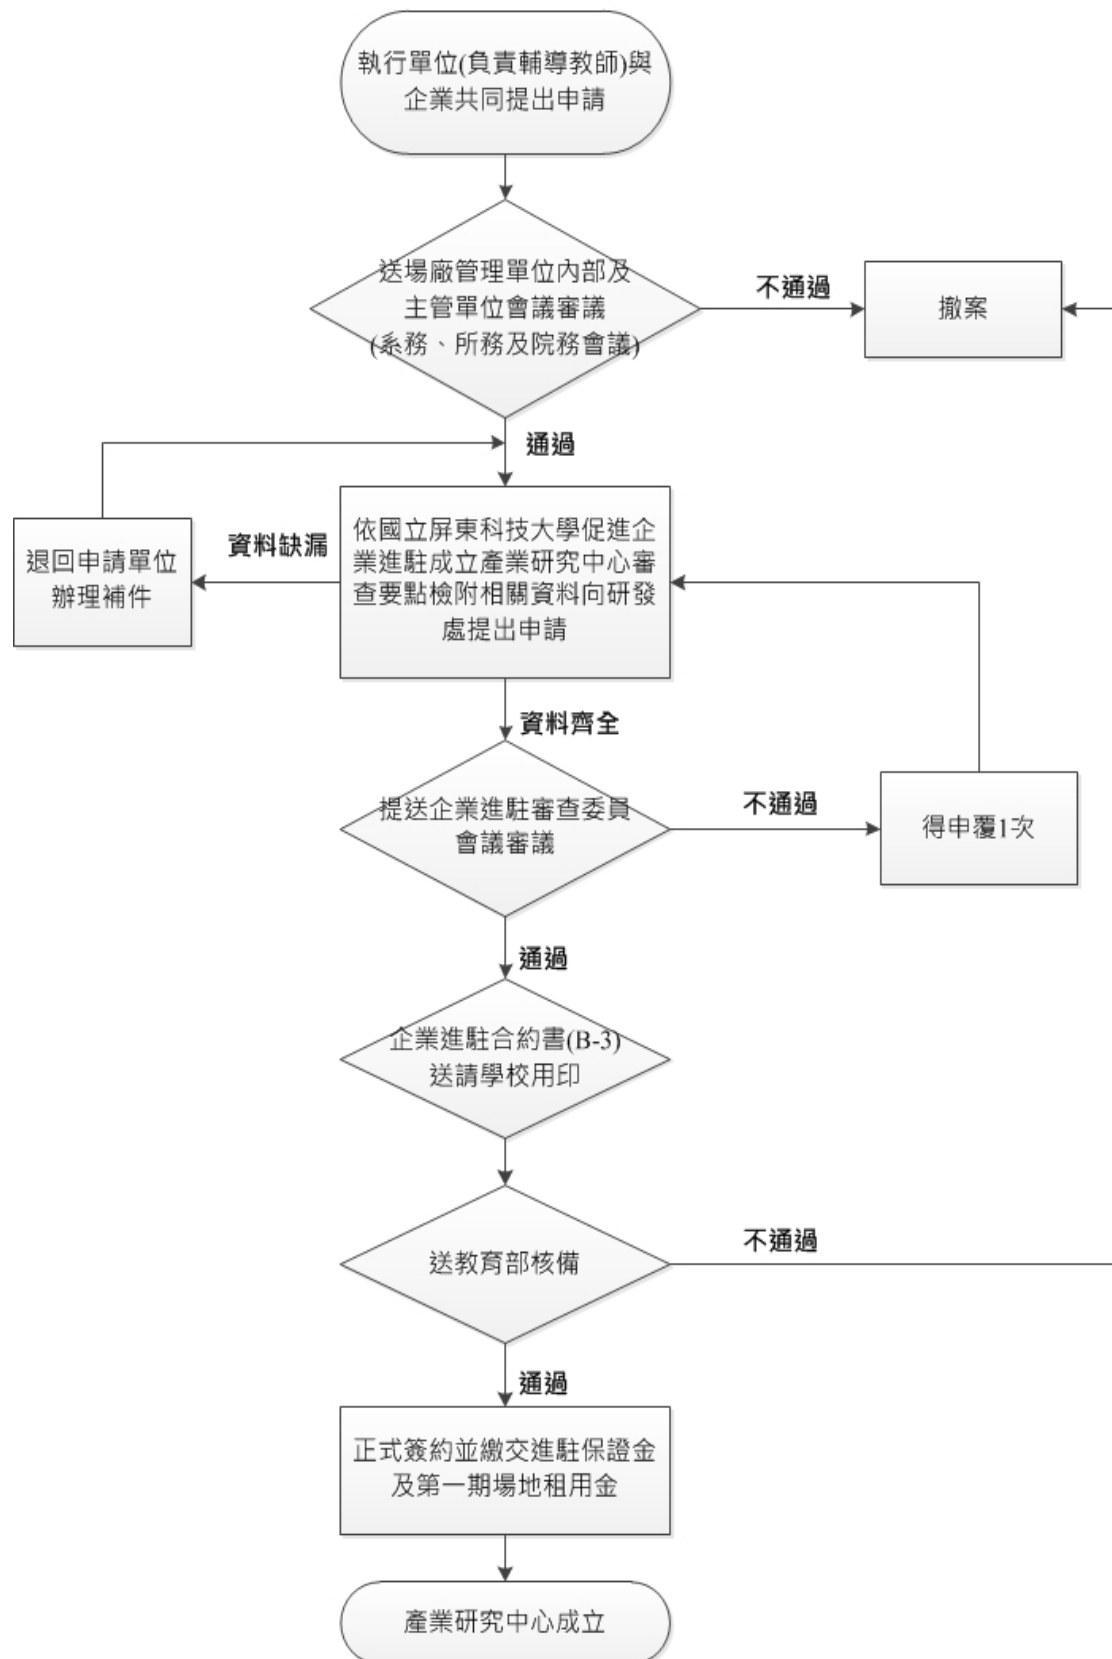 執行單位(負責輔導教師)與
企業共同提出申請
送場廠管理單位內部及
主管單位會議審議
(系務、所務及院務會議)
不通過
撤案
通過
退回申請單位
辦理補件
資料缺漏
依國立屏東科技大學促進企
業進駐成立產業研究中心審
查要點檢附相關資料向研發
處提出申請
資料齊全
提送企業進駐審查委員
會議審議
不通過
得申覆1次
通過
企業進駐合約書(B-3)
送請學校用印
送教育部核備
不通過
通過
正式簽約並繳交進駐保證金
及第一期場地租用金
產業研究中心成立